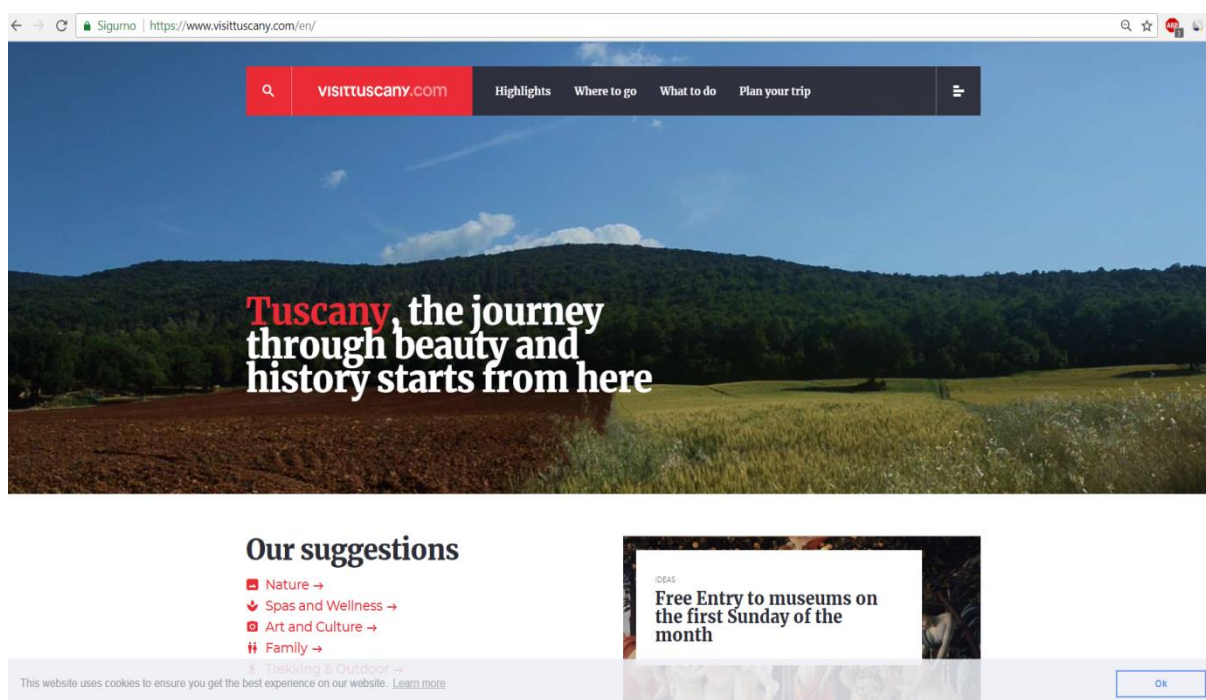 Sigurno | https://www.visittuscany.com/en/
ABP
3
visittuscany.com
Highlights Where to go What to do Plan your trip
Tuscany, the journey
through beauty and
history starts from here
Our suggestions
Nature →
Spas and Wellness →
Art and Culture →
Family →
Trekking & Outdoor →
IDEAS
Free Entry to museums on
the first Sunday of the
month
This website uses cookies to ensure you get the best experience on our website. Learn more
Ok